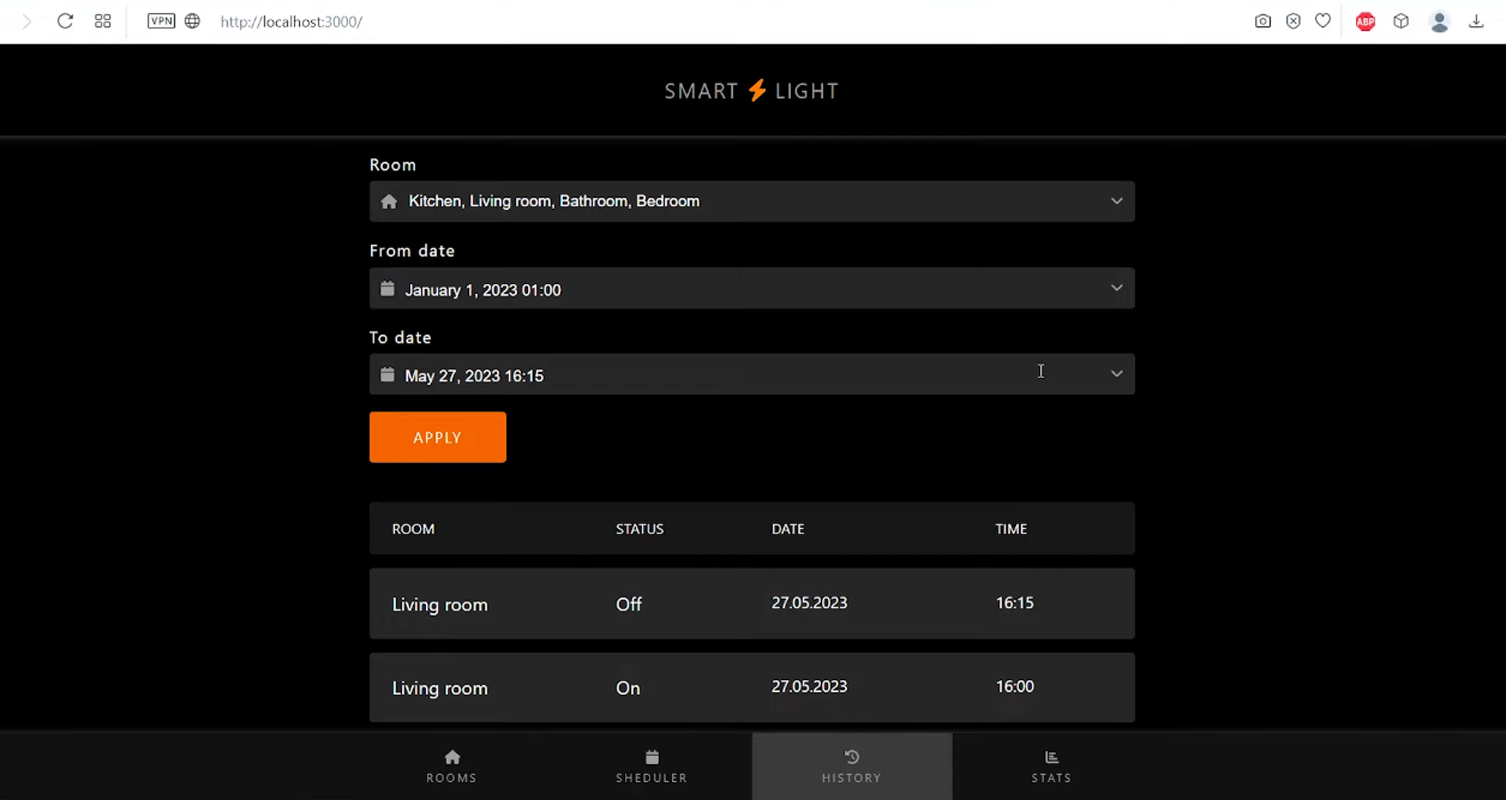 VPN http://localhost:3000/ ABP
SMART LIGHT
Room
Kitchen, Living room, Bathroom, Bedroom
From date
January 1, 2023 01:00
To date
May 27, 2023 16:15
APPLY
ROOM STATUS DATE TIME
Living room Off 27.05.2023 16:15
Living room On 27.05.2023 16:00
ROOMS SHEDULER HISTORY STATS